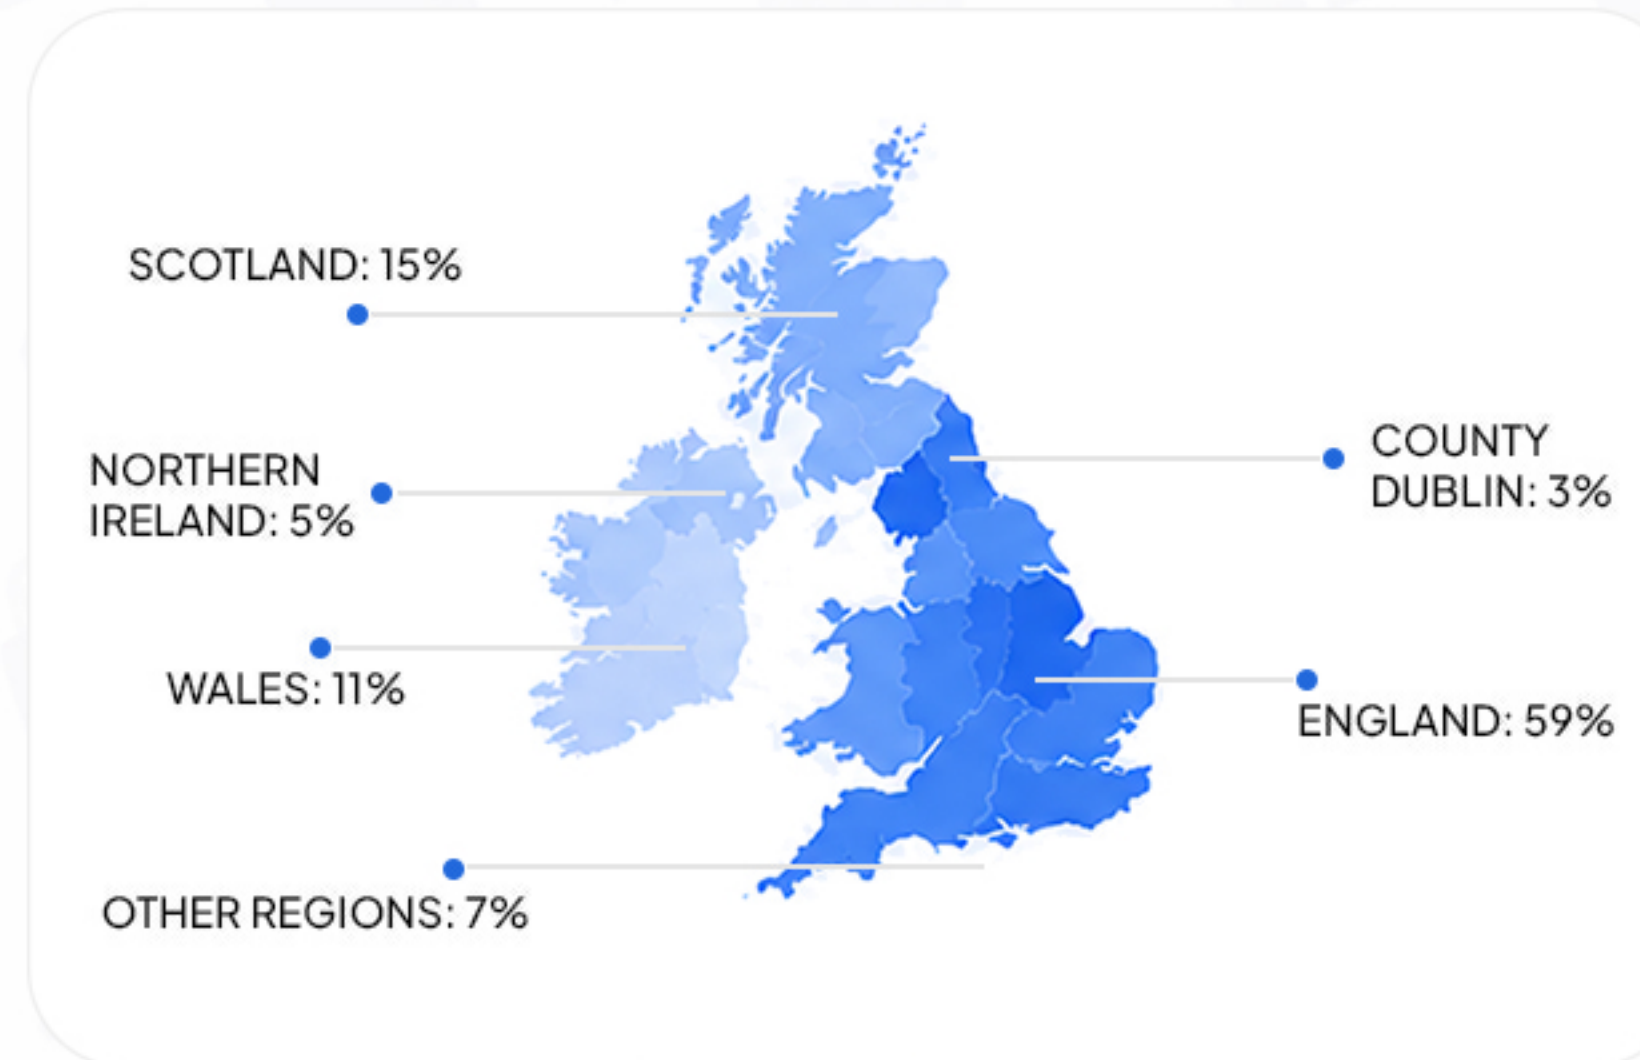 SCOTLAND: 15%
NORTHERN
IRELAND: 5%
COUNTY
DUBLIN: 3%
WALES: 11%
ENGLAND: 59%
OTHER REGIONS: 7%